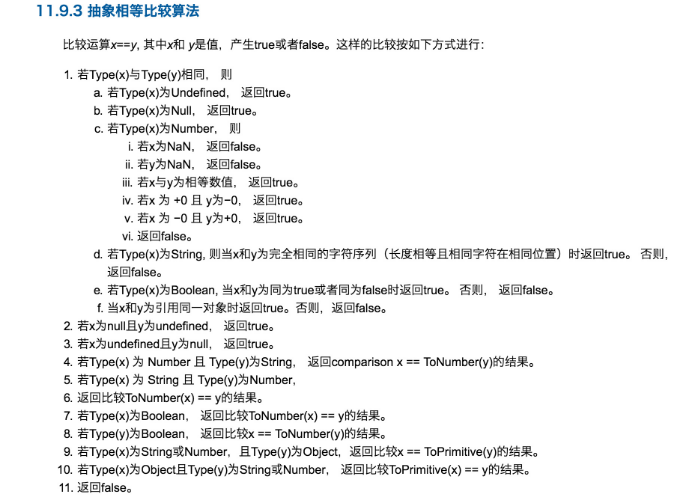 11.9.3 抽象相等比较算法
比较运算x==y, 其中x和 y是值，产生true或者false。这样的比较按如下方式进行：
1. 若Type(x)与Type(y)相同， 则
a. 若Type(x)为Undefined， 返回true。
b. 若Type(x)为Null， 返回true。
c. 若Type(x)为Number， 则
i. 若x为NaN， 返回false。
ii. 若y为NaN， 返回false。
iii. 若x与y为相等数值， 返回true。
iv. 若x 为 +0 且 y为−0， 返回true。
v. 若x 为 −0 且 y为+0， 返回true。
vi. 返回false。
d. 若Type(x)为String, 则当x和y为完全相同的字符序列（长度相等且相同字符在相同位置）时返回true。 否则，
返回false。
e. 若Type(x)为Boolean, 当x和y为同为true或者同为false时返回true。 否则， 返回false。
f. 当x和y为引用同一对象时返回true。否则，返回false。
2. 若x为null且y为undefined， 返回true。
3. 若x为undefined且y为null， 返回true。
4. 若Type(x) 为 Number 且 Type(y)为String， 返回comparison x == ToNumber(y)的结果。
5. 若Type(x) 为 String 且 Type(y)为Number,
6. 返回比较ToNumber(x) == y的结果。
7. 若Type(x)为Boolean， 返回比较ToNumber(x) == y的结果。
8. 若Type(y)为Boolean， 返回比较x == ToNumber(y)的结果。
9. 若Type(x)为String或Number，且Type(y)为Object，返回比较x == ToPrimitive(y)的结果。
10. 若Type(x)为Object且Type(y)为String或Number， 返回比较ToPrimitive(x) == y的结果。
11. 返回false。